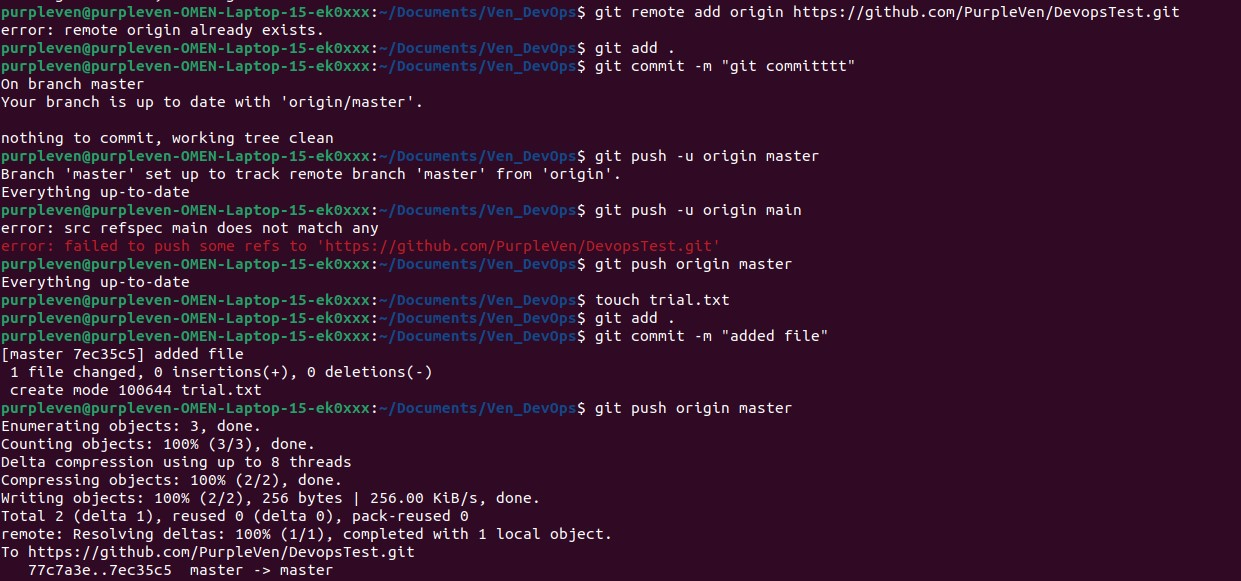 purpleven@purpleven-OMEN-Laptop-15-ek0xxx:~/Documents/Ven_DevOps$ git remote add origin https://github.com/PurpleVen/DevopsTest.git
error: remote origin already exists.
purpleven@purpleven-OMEN-Laptop-15-ek0xxx:~/Documents/Ven_DevOps$ git add .
purpleven@purpleven-OMEN-Laptop-15-ek0xxx:~/Documents/Ven_DevOps$ git commit -m "git committtt"
On branch master
Your branch is up to date with 'origin/master'.

nothing to commit, working tree clean
purpleven@purpleven-OMEN-Laptop-15-ek0xxx:~/Documents/Ven_DevOps$ git push -u origin master
Branch 'master' set up to track remote branch 'master' from 'origin'.
Everything up-to-date
purpleven@purpleven-OMEN-Laptop-15-ek0xxx:~/Documents/Ven_DevOps$ git push -u origin main
error: src refspec main does not match any
error: failed to push some refs to 'https://github.com/PurpleVen/DevopsTest.git'
purpleven@purpleven-OMEN-Laptop-15-ek0xxx:~/Documents/Ven_DevOps$ git push origin master
Everything up-to-date
purpleven@purpleven-OMEN-Laptop-15-ek0xxx:~/Documents/Ven_DevOps$ touch trial.txt
purpleven@purpleven-OMEN-Laptop-15-ek0xxx:~/Documents/Ven_DevOps$ git add .
purpleven@purpleven-OMEN-Laptop-15-ek0xxx:~/Documents/Ven_DevOps$ git commit -m "added file"
[master 7ec35c5] added file
 1 file changed, 0 insertions(+), 0 deletions(-)
 create mode 100644 trial.txt
purpleven@purpleven-OMEN-Laptop-15-ek0xxx:~/Documents/Ven_DevOps$ git push origin master
Enumerating objects: 3, done.
Counting objects: 100% (3/3), done.
Delta compression using up to 8 threads
Compressing objects: 100% (2/2), done.
Writing objects: 100% (2/2), 256 bytes | 256.00 KiB/s, done.
Total 2 (delta 1), reused 0 (delta 0), pack-reused 0
remote: Resolving deltas: 100% (1/1), completed with 1 local object.
To https://github.com/PurpleVen/DevopsTest.git
   77c7a3e..7ec35c5  master -> master